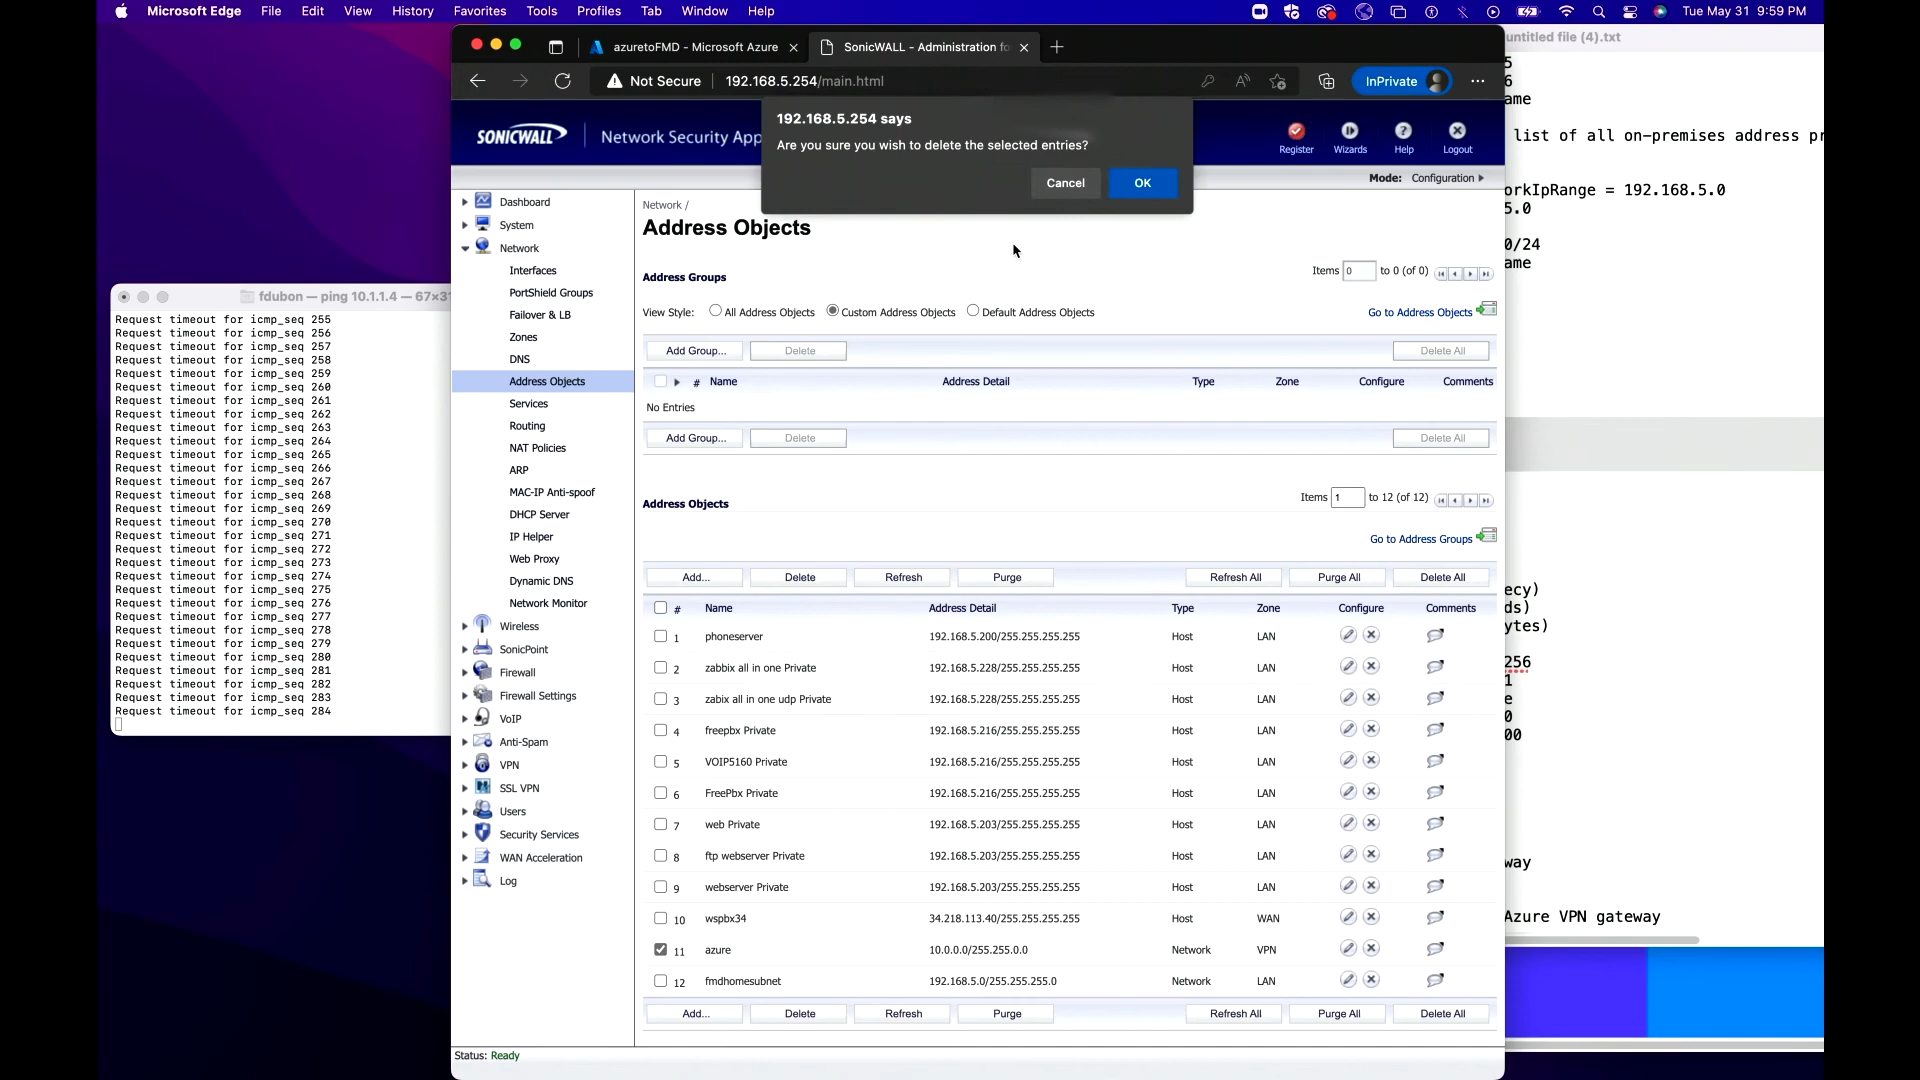 Microsoft Edge File Edit View History Favorites Tools Profiles Tab Window Help
Tue May 31 9:59 PM
azuretoFMD - Microsoft Azure
SonicWALL - Administration fo
Not Secure 192.168.5.254/main.html
InPrivate
192.168.5.254 says
Are you sure you wish to delete the selected entries?
Cancel OK
SONICWALL Network Security App
Register Wizards Help Logout
Mode: Configuration
Dashboard
System
Network
Interfaces
PortShield Groups
Failover & LB
Zones
DNS
Address Objects
Services
Routing
NAT Policies
ARP
MAC-IP Anti-spoof
DHCP Server
IP Helper
Web Proxy
Dynamic DNS
Network Monitor
Wireless
SonicPoint
Firewall
Firewall Settings
VoIP
Anti-Spam
VPN
SSL VPN
Users
Security Services
WAN Acceleration
Log
Network /
Address Objects
Address Groups
Items 0 to 0 (of 0)
View Style: All Address Objects Custom Address Objects Default Address Objects
Go to Address Objects
Add Group... Delete Delete All
# Name Address Detail Type Zone Configure Comments
No Entries
Add Group... Delete Delete All
Address Objects
Items 1 to 12 (of 12)
Go to Address Groups
Add... Delete Refresh Purge Refresh All Purge All Delete All
# Name Address Detail Type Zone Configure Comments
1 phoneserver 192.168.5.200/255.255.255.255 Host LAN
2 zabbix all in one Private 192.168.5.228/255.255.255.255 Host LAN
3 zabix all in one udp Private 192.168.5.228/255.255.255.255 Host LAN
4 freepbx Private 192.168.5.216/255.255.255.255 Host LAN
5 VOIP5160 Private 192.168.5.216/255.255.255.255 Host LAN
6 FreePbx Private 192.168.5.216/255.255.255.255 Host LAN
7 web Private 192.168.5.203/255.255.255.255 Host LAN
8 ftp webserver Private 192.168.5.203/255.255.255.255 Host LAN
9 webserver Private 192.168.5.203/255.255.255.255 Host LAN
10 wspbx34 34.218.113.40/255.255.255.255 Host WAN
11 azure 10.0.0.0/255.255.0.0 Network VPN
12 fmdhomesubnet 192.168.5.0/255.255.255.0 Network LAN
Add... Delete Refresh Purge Refresh All Purge All Delete All
Status: Ready
fdubon — ping 10.1.1.4 — 67×31
Request timeout for icmp_seq 255
Request timeout for icmp_seq 256
Request timeout for icmp_seq 257
Request timeout for icmp_seq 258
Request timeout for icmp_seq 259
Request timeout for icmp_seq 260
Request timeout for icmp_seq 261
Request timeout for icmp_seq 262
Request timeout for icmp_seq 263
Request timeout for icmp_seq 264
Request timeout for icmp_seq 265
Request timeout for icmp_seq 266
Request timeout for icmp_seq 267
Request timeout for icmp_seq 268
Request timeout for icmp_seq 269
Request timeout for icmp_seq 270
Request timeout for icmp_seq 271
Request timeout for icmp_seq 272
Request timeout for icmp_seq 273
Request timeout for icmp_seq 274
Request timeout for icmp_seq 275
Request timeout for icmp_seq 276
Request timeout for icmp_seq 277
Request timeout for icmp_seq 278
Request timeout for icmp_seq 279
Request timeout for icmp_seq 280
Request timeout for icmp_seq 281
Request timeout for icmp_seq 282
Request timeout for icmp_seq 283
Request timeout for icmp_seq 284
untitled file (4).txt
5
6
ame
list of all on-premises address pr
orkIpRange = 192.168.5.0
5.0
0/24
ame
ecy)
ds)
ytes)
256
1
e
0
00
way
Azure VPN gateway